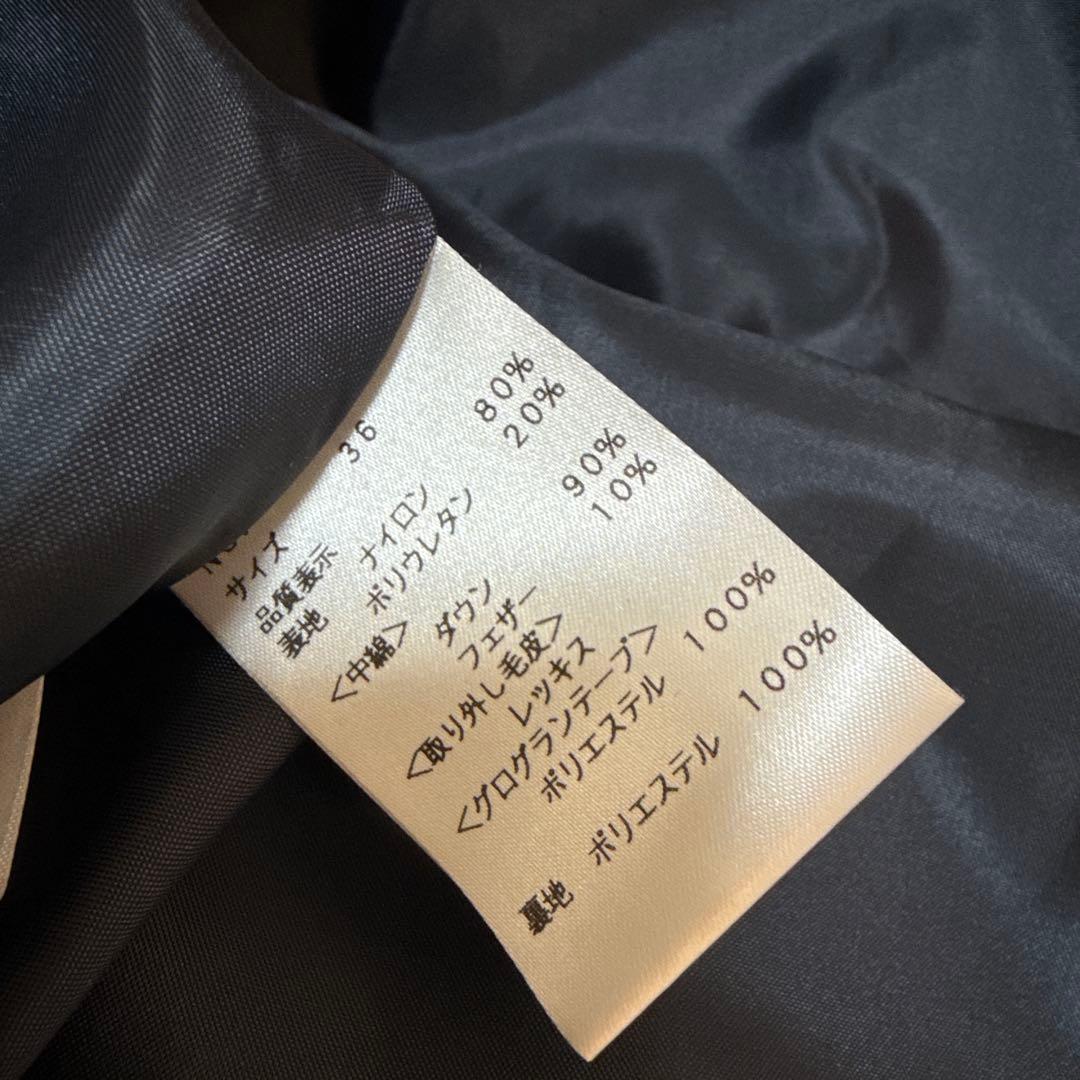 サイズ 36
品質表示
表地 ナイロン 80%
ポリウレタン 20%
<中綿> ダウン 90%
フェザー 10%
<取り外し毛皮>
レッキス
<グログランテープ>
ポリエステル 100%
裏地 ポリエステル 100%